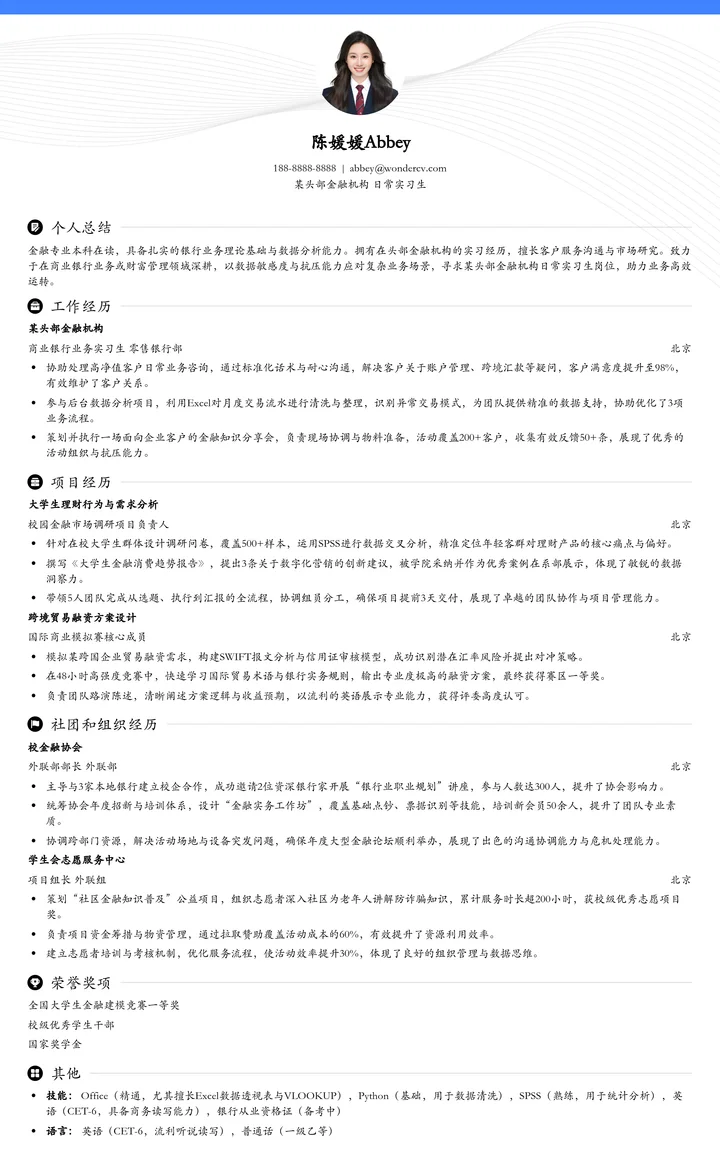 陈媛媛Abbey
188-8888-8888 | abbey@wondercv.com
某头部金融机构 日常实习生
个人总结
金融专业本科在读，具备扎实的银行业务理论基础与数据分析能力。拥有在头部金融机构的实习经历，擅长客户服务沟通与市场研究。致力
于在商业银行业务或财富管理领域深耕，以数据敏感度与抗压能力应对复杂业务场景，寻求某头部金融机构日常实习生岗位，助力业务高效
运转。
工作经历
某头部金融机构
商业银行业务实习生 零售银行部 北京
• 协助处理高净值客户日常业务咨询，通过标准化话术与耐心沟通，解决客户关于账户管理、跨境汇款等疑问，客户满意度提升至98%，
有效维护了客户关系。
• 参与后台数据分析项目，利用Excel对月度交易流水进行清洗与整理，识别异常交易模式，为团队提供精准的数据支持，协助优化了3项
业务流程。
• 策划并执行一场面向企业客户的金融知识分享会，负责现场协调与物料准备，活动覆盖200+客户，收集有效反馈50+条，展现了优秀的
活动组织与抗压能力。
项目经历
大学生理财行为与需求分析
校园金融市场调研项目负责人 北京
• 针对在校大学生群体设计调研问卷，覆盖500+样本，运用SPSS进行数据交叉分析，精准定位年轻客群对理财产品的核心痛点与偏好。
• 撰写《大学生金融消费趋势报告》，提出3条关于数字化营销的创新建议，被学院采纳并作为优秀案例在系部展示，体现了敏锐的数据
洞察力。
• 带领5人团队完成从选题、执行到汇报的全流程，协调组员分工，确保项目提前3天交付，展现了卓越的团队协作与项目管理能力。
跨境贸易融资方案设计
国际商业模拟赛核心成员 北京
• 模拟某跨国企业贸易融资需求，构建SWIFT报文分析与信用证审核模型，成功识别潜在汇率风险并提出对冲策略。
• 在48小时高强度竞赛中，快速学习国际贸易术语与银行实务规则，输出专业度极高的融资方案，最终获得赛区一等奖。
• 负责团队路演陈述，清晰阐述方案逻辑与收益预期，以流利的英语展示专业能力，获得评委高度认可。
社团和组织经历
校金融协会
外联部部长 外联部 北京
• 主导与3家本地银行建立校企合作，成功邀请2位资深银行家开展“银行业职业规划”讲座，参与人数达300人，提升了协会影响力。
• 统筹协会年度招新与培训体系，设计“金融实务工作坊”，覆盖基础点钞、票据识别等技能，培训新会员50余人，提升了团队专业素
质。
• 协调跨部门资源，解决活动场地与设备突发问题，确保年度大型金融论坛顺利举办，展现了出色的沟通协调能力与危机处理能力。
学生会志愿服务中心
项目组长 外联组 北京
• 策划“社区金融知识普及”公益项目，组织志愿者深入社区为老年人讲解防诈骗知识，累计服务时长超200小时，获校级优秀志愿项目
奖。
• 负责项目资金筹措与物资管理，通过拉取赞助覆盖活动成本的60%，有效提升了资源利用效率。
• 建立志愿者培训与考核机制，优化服务流程，使活动效率提升30%，体现了良好的组织管理与数据思维。
荣誉奖项
全国大学生金融建模竞赛一等奖
校级优秀学生干部
国家奖学金
其他
• 技能： Office（精通，尤其擅长Excel数据透视表与VLOOKUP），Python（基础，用于数据清洗），SPSS（熟练，用于统计分析），英
语（CET-6，具备商务读写能力），银行从业资格证（备考中）
• 语言： 英语（CET-6，流利听说读写），普通话（一级乙等）